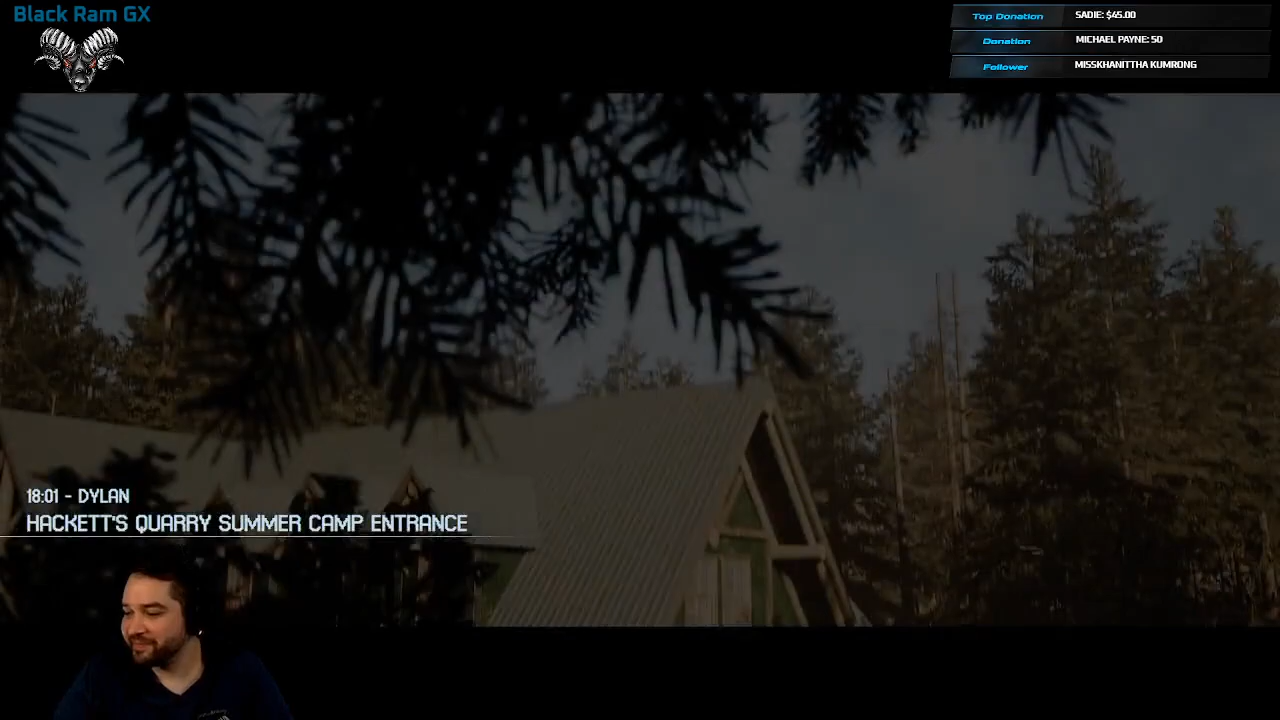 Black Ram GX
Top Donation SADIE: $45.00
Donation MICHAEL PAYNE: 50
Follower MISSKHANITTHA KUMRONG
18:01 - DYLAN
HACKETT'S QUARRY SUMMER CAMP ENTRANCE